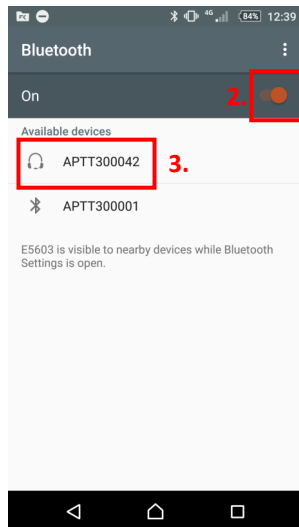 4G 84% 12:39
Bluetooth
On 2.
Available devices
APTT300042 3.
APTT300001
E5603 is visible to nearby devices while Bluetooth
Settings is open.